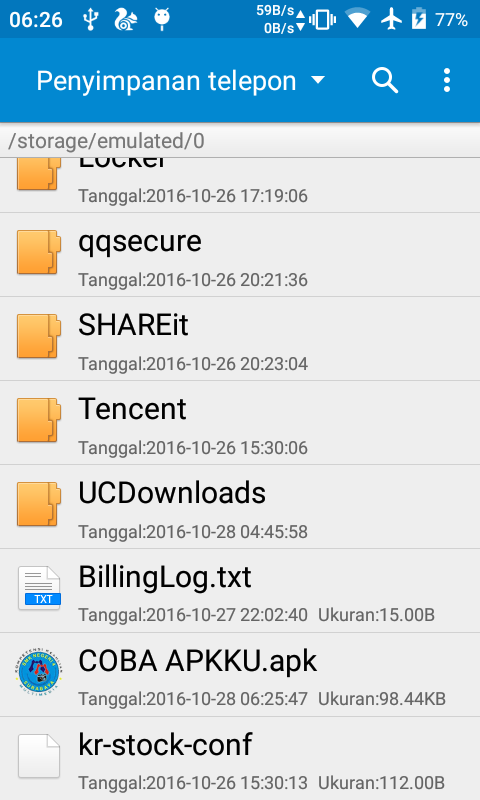 06:26
59B/s
0B/s
77%
Penyimpanan telepon
/storage/emulated/0
Locker
Tanggal:2016-10-26 17:19:06
qqsecure
Tanggal:2016-10-26 20:21:36
SHAREit
Tanggal:2016-10-26 20:23:04
Tencent
Tanggal:2016-10-26 15:30:06
UCDownloads
Tanggal:2016-10-28 04:45:58
TXT
BillingLog.txt
Tanggal:2016-10-27 22:02:40 Ukuran:15.00B
COBA APKKU.apk
Tanggal:2016-10-28 06:25:47 Ukuran:98.44KB
kr-stock-conf
Tanggal:2016-10-26 15:30:13 Ukuran:112.00B